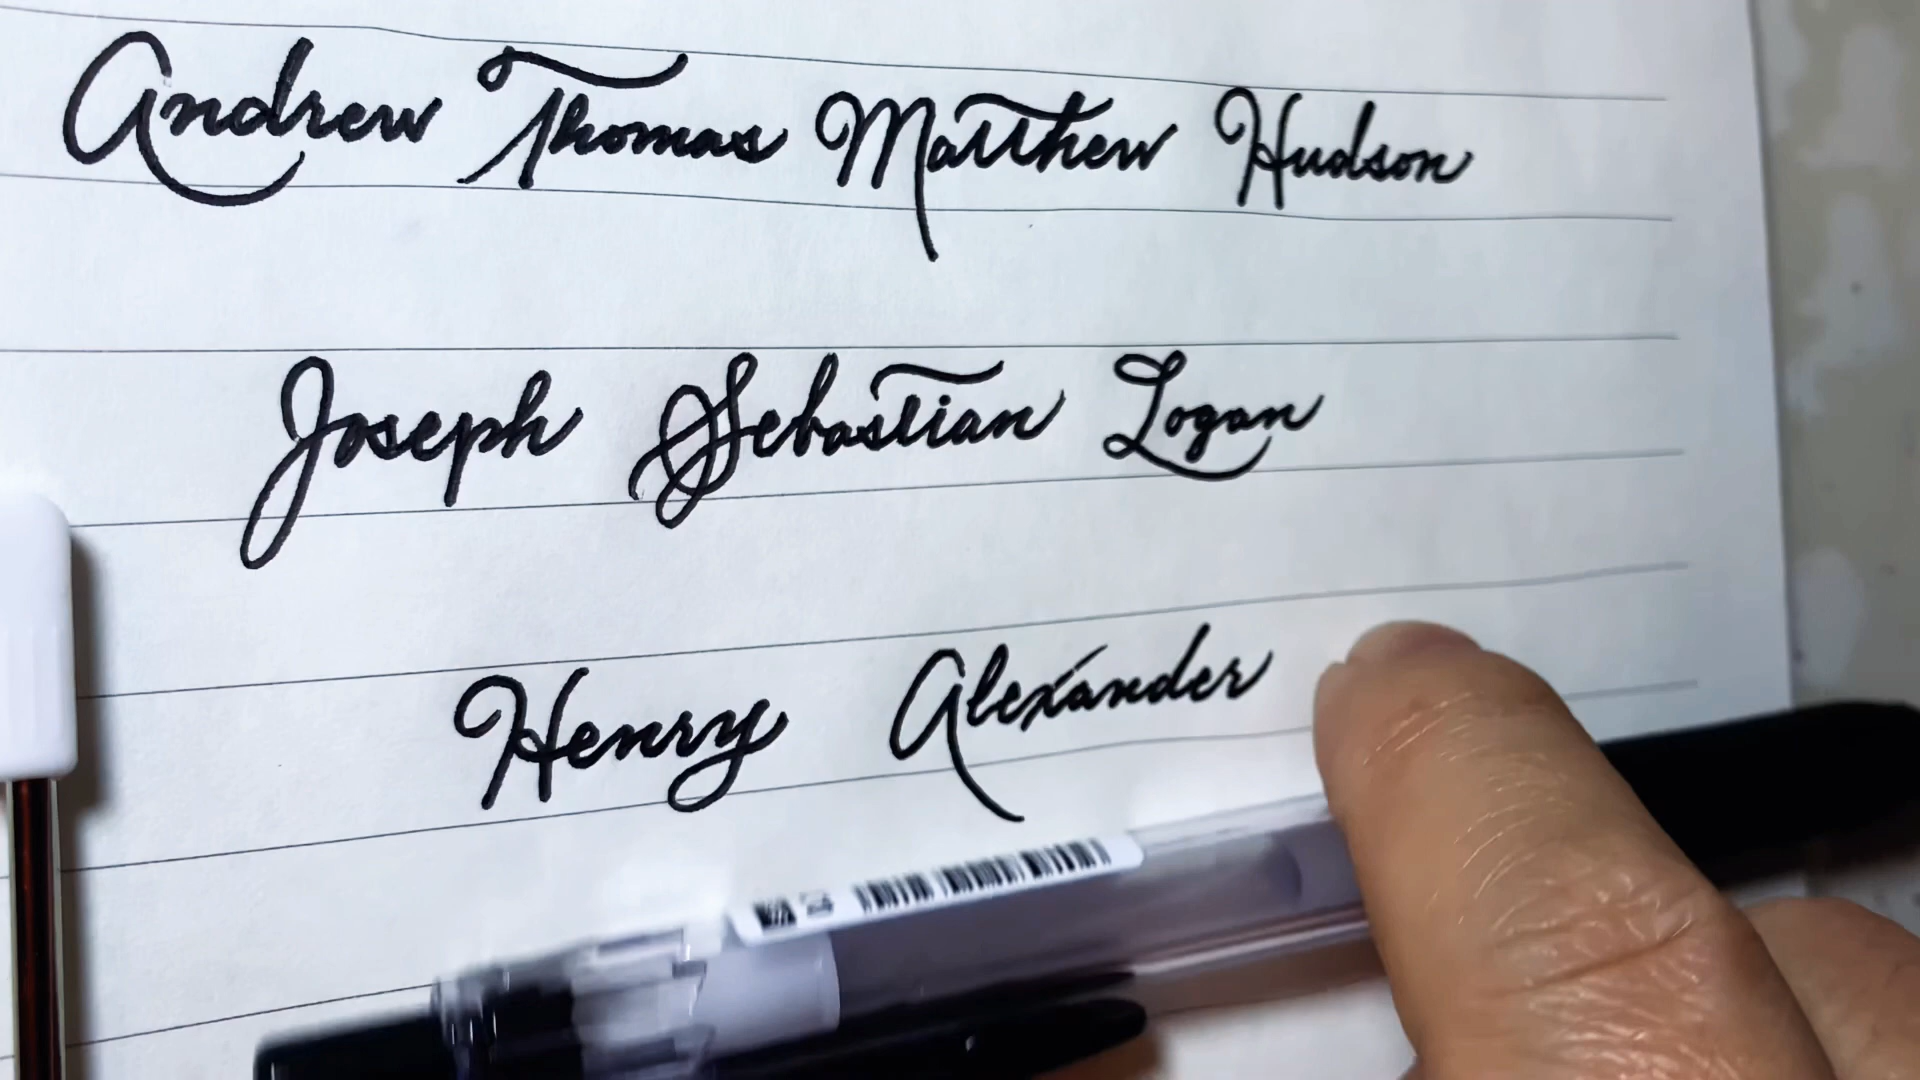 Andrew Thomas Matthew Hudson
Joseph Sebastian Logan
Henry Alexander